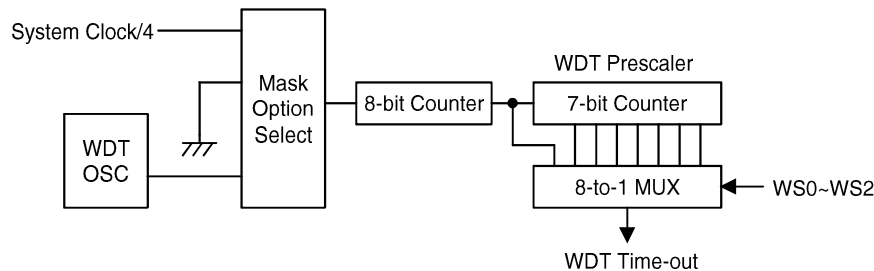 System Clock/4
WDT
OSC
Mask
Option
Select
8-bit Counter
WDT Prescaler
7-bit Counter
8-to-1 MUX
WS0~WS2
WDT Time-out